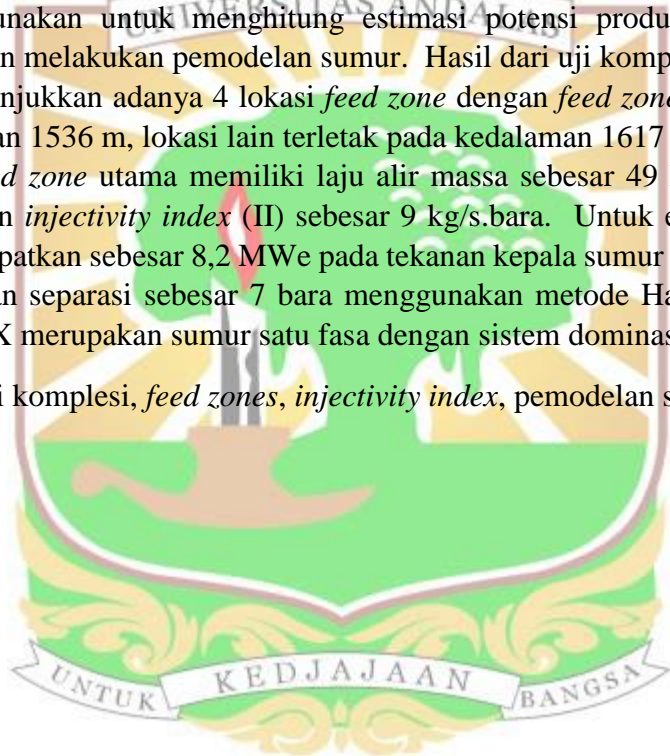 UNIVERSITAS ANDALAS
unakan untuk menghitung estimasi potensi produ
n melakukan pemodelan sumur. Hasil dari uji komp
njukkan adanya 4 lokasi feed zone dengan feed zone
an 1536 m, lokasi lain terletak pada kedalaman 1617
d zone utama memiliki laju alir massa sebesar 49
n injectivity index (II) sebesar 9 kg/s.bara. Untuk e
patkan sebesar 8,2 MWe pada tekanan kepala sumur
an separasi sebesar 7 bara menggunakan metode Ha
X merupakan sumur satu fasa dengan sistem dominas
i komplesi, feed zones, injectivity index, pemodelan s
UNTUK KEDJAJAAN BANGSA